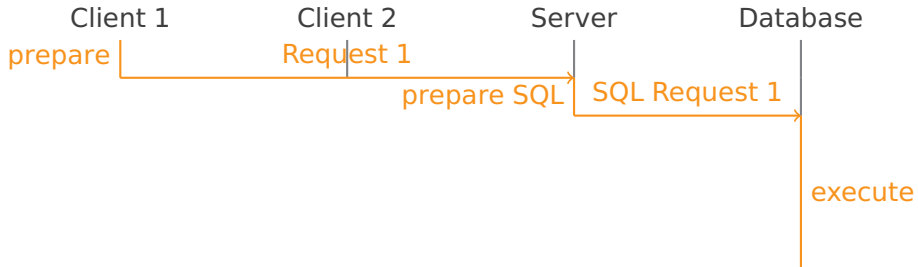 Client 1
Client 2
Server
Database
prepare
Request 1
prepare SQL
SQL Request 1
execute